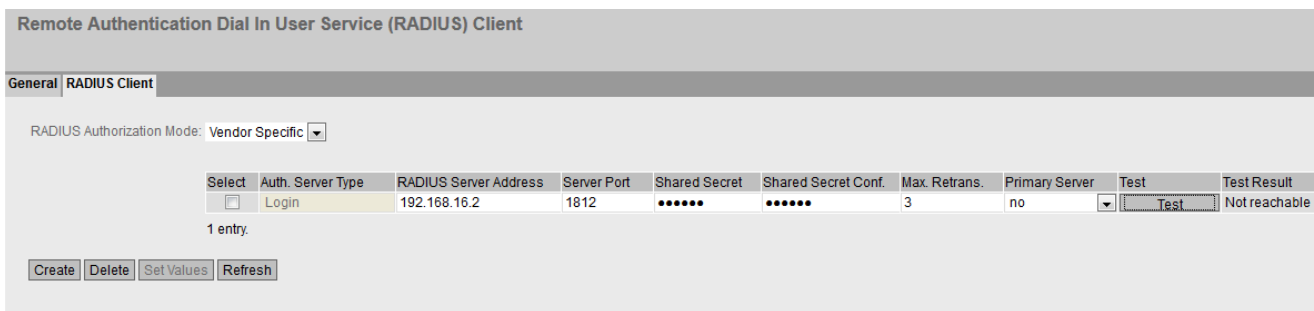 Remote Authentication Dial In User Service (RADIUS) Client
General RADIUS Client
RADIUS Authorization Mode: Vendor Specific
Select Auth. Server Type RADIUS Server Address Server Port Shared Secret Shared Secret Conf. Max. Retrans. Primary Server Test Test Result
Login 192.168.16.2 1812 ●●●●●● ●●●●●● 3 no Test Not reachable
1 entry.
Create Delete Set Values Refresh